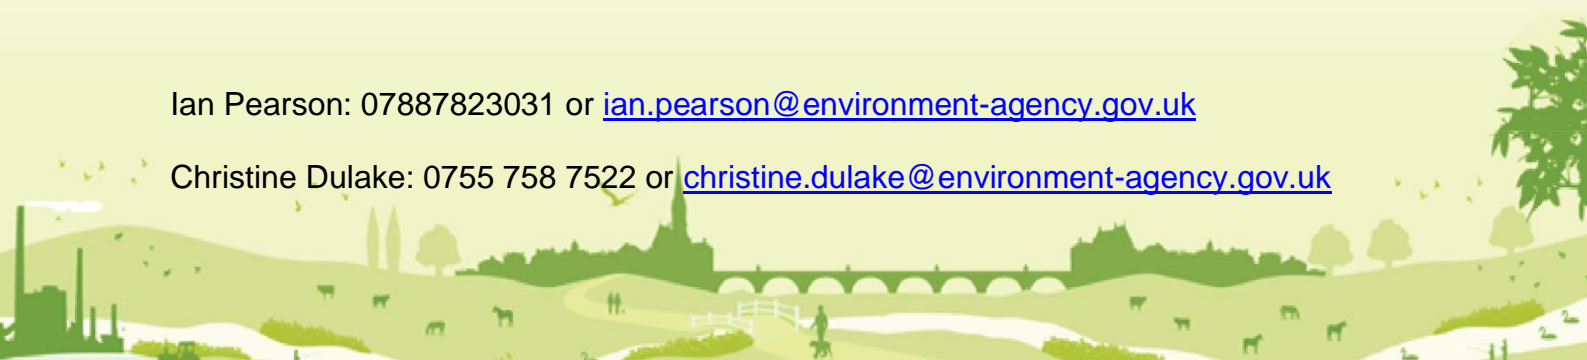 Ian Pearson: 07887823031 or ian.pearson@environment-agency.gov.uk
Christine Dulake: 0755 758 7522 or christine.dulake@environment-agency.gov.uk